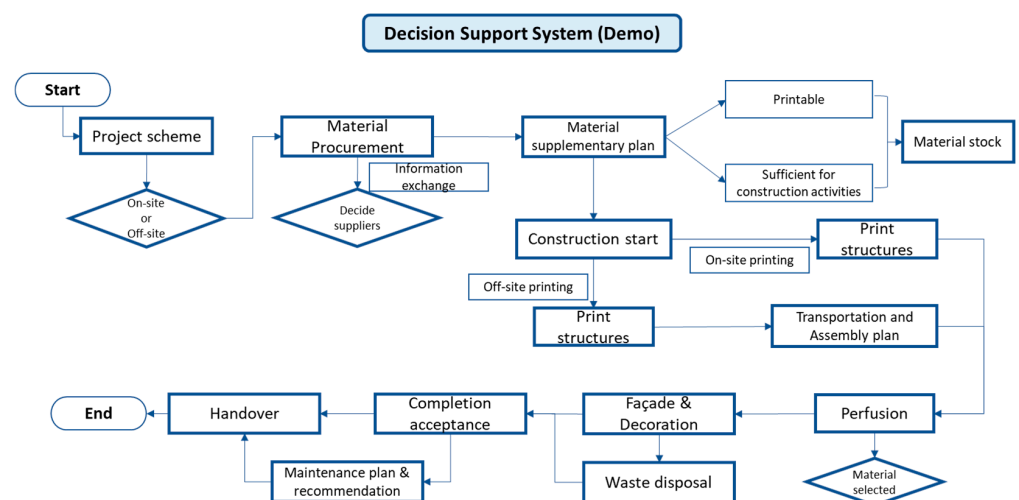 Decision Support System (Demo)
Start
Project scheme
On-site
or
Off-site
Material
Procurement
Information
exchange
Decide
suppliers
Material
supplementary plan
Printable
Sufficient for
construction activities
Material stock
Construction start
On-site printing
Print
structures
Off-site printing
Print
structures
Transportation and
Assembly plan
Perfusion
Material
selected
Façade &
Decoration
Waste disposal
Completion
acceptance
Maintenance plan &
recommendation
Handover
End